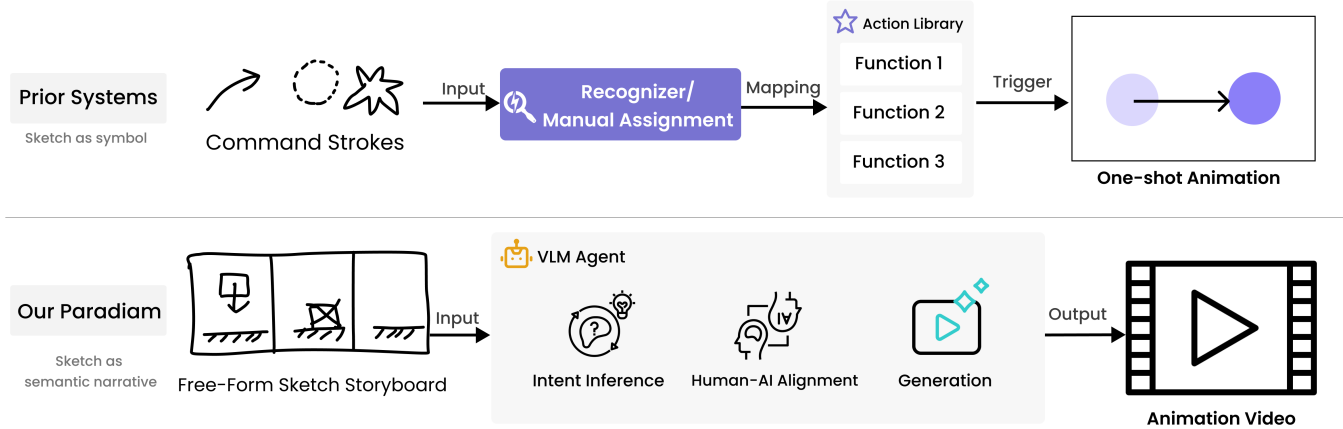 Prior Systems
Sketch as symbol
Command Strokes
Input
Recognizer/
Manual Assignment
Mapping
Action Library
Function 1
Function 2
Function 3
Trigger
One-shot Animation
Our Paradiam
Sketch as
semantic narrative
Free-Form Sketch Storyboard
Input
VLM Agent
?
AI
Intent Inference
Human-AI Alignment
Generation
Output
Animation Video